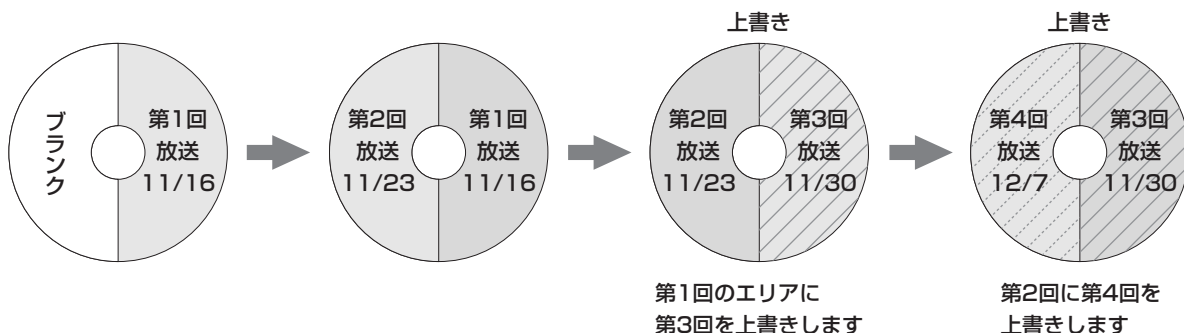 ブランク
第1回
放送
11/16
第2回
放送
11/23
第1回
放送
11/16
上書き
第2回
放送
11/23
第3回
放送
11/30
第1回のエリアに
第3回を上書きします
上書き
第4回
放送
12/7
第3回
放送
11/30
第2回に第4回を
上書きします